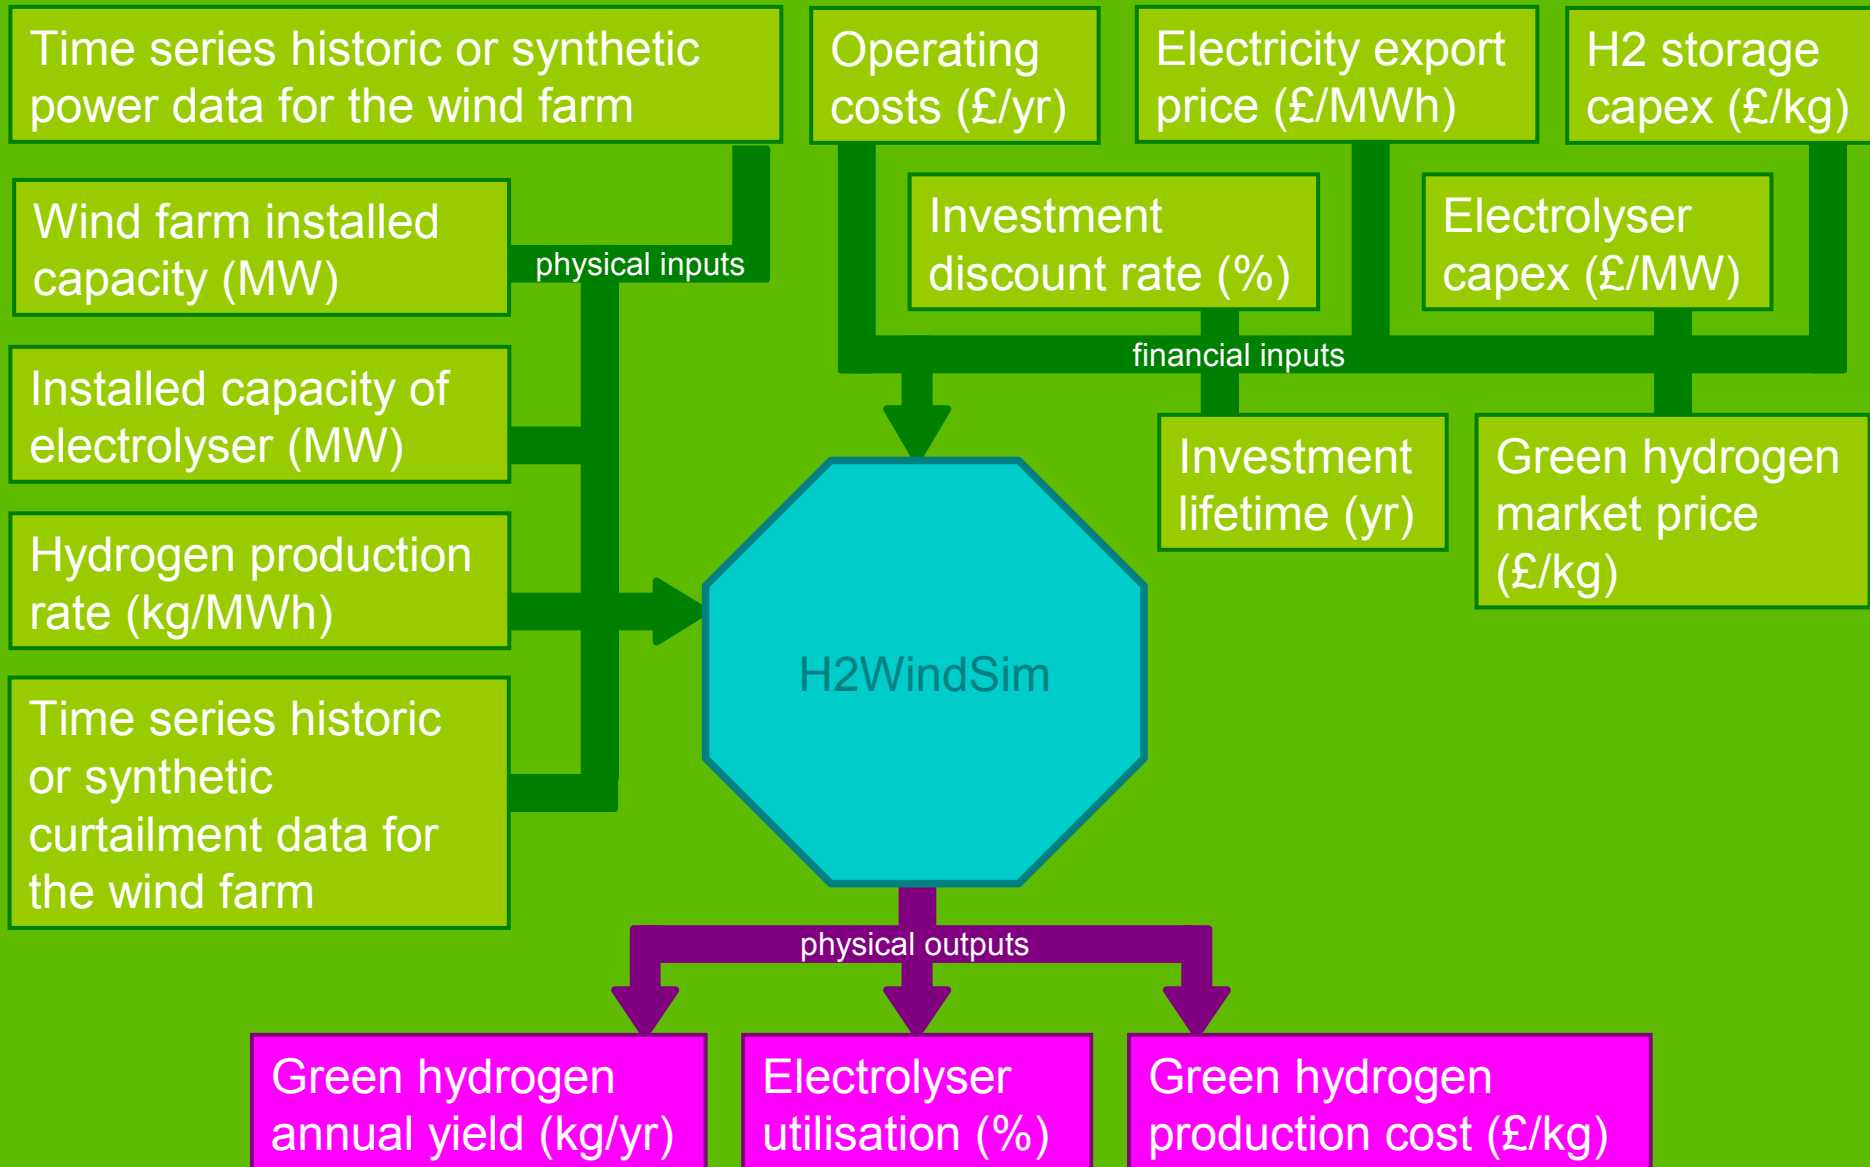 Time series historic or synthetic
power data for the wind farm
Operating
costs (£/yr)
Electricity export
price (£/MWh)
H2 storage
capex (£/kg)
Wind farm installed
capacity (MW)
physical inputs
Investment
discount rate (%)
Electrolyser
capex (£/MW)
financial inputs
Installed capacity of
electrolyser (MW)
Investment
lifetime (yr)
Green hydrogen
market price
(£/kg)
Hydrogen production
rate (kg/MWh)
H2WindSim
Time series historic
or synthetic
curtailment data for
the wind farm
physical outputs
Green hydrogen
annual yield (kg/yr)
Electrolyser
utilisation (%)
Green hydrogen
production cost (£/kg)